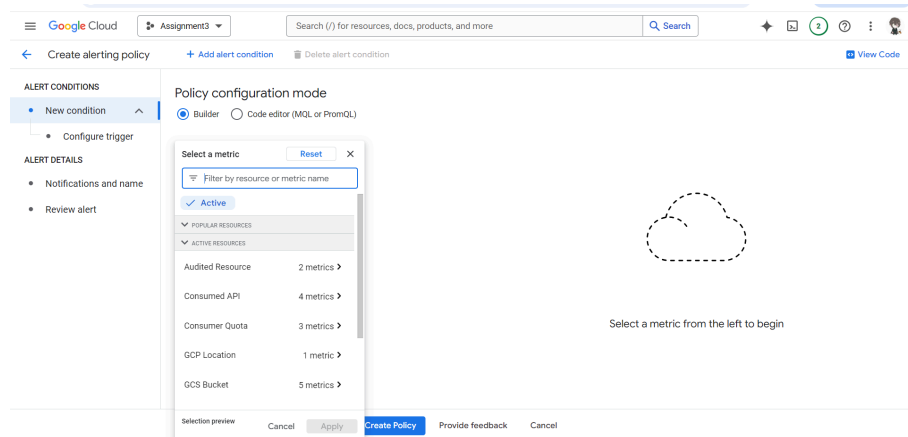 Google Cloud
Assignment3
Search (/) for resources, docs, products, and more
Search
2
Create alerting policy
+ Add alert condition
Delete alert condition
View Code
ALERT CONDITIONS
New condition
Configure trigger
ALERT DETAILS
Notifications and name
Review alert
Policy configuration mode
Builder
Code editor (MQL or PromQL)
Select a metric
Reset
Filter by resource or metric name
Active
POPULAR RESOURCES
ACTIVE RESOURCES
Audited Resource 2 metrics
Consumed API 4 metrics
Consumer Quota 3 metrics
GCP Location 1 metric
GCS Bucket 5 metrics
Selection preview
Cancel
Apply
Select a metric from the left to begin
Create Policy
Provide feedback
Cancel